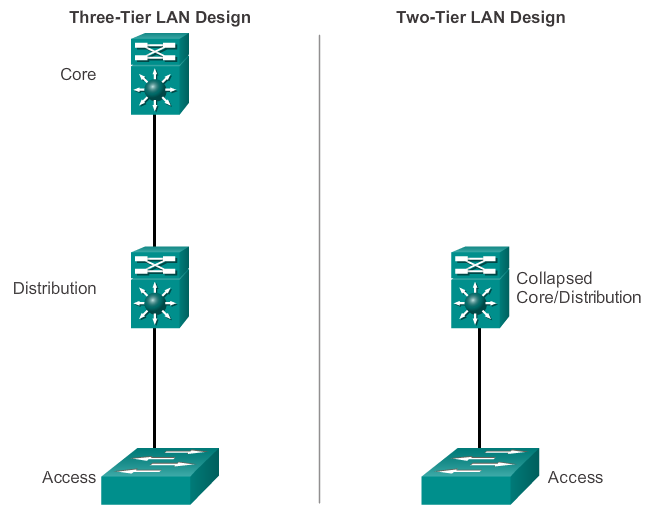 Three-Tier LAN Design
Core
Distribution
Access
Two-Tier LAN Design
Collapsed
Core/Distribution
Access